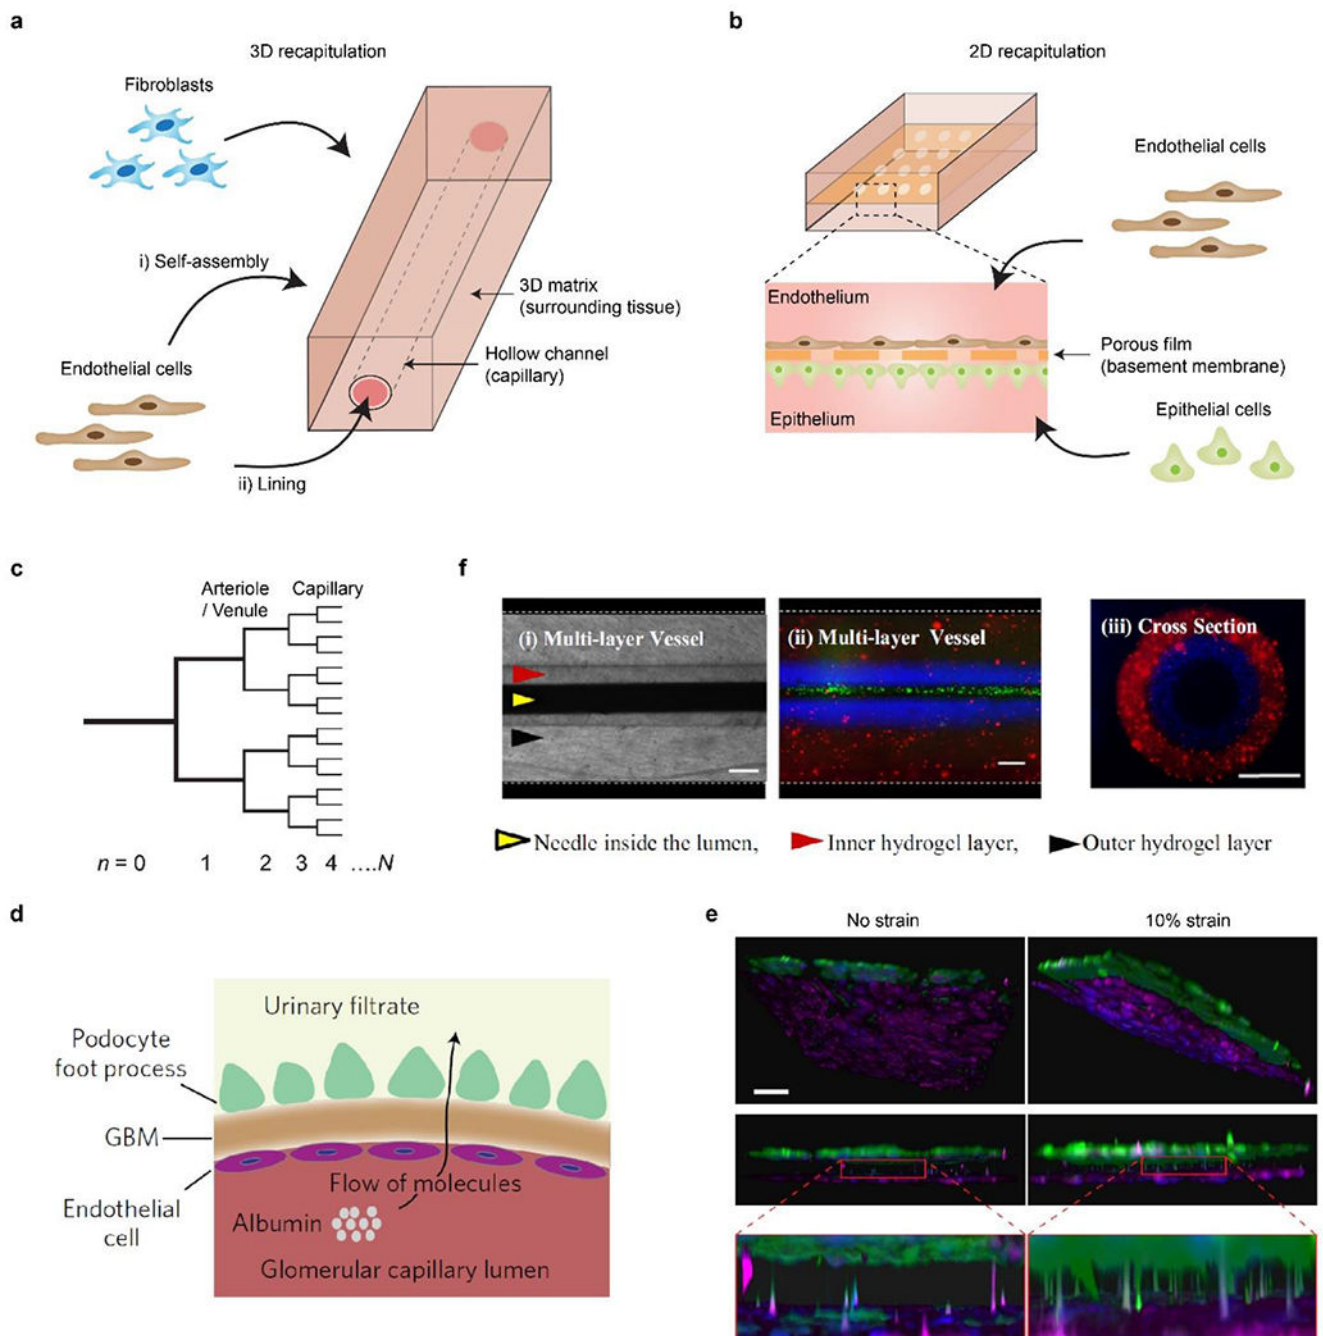 a
3D recapitulation
Fibroblasts
i) Self-assembly
3D matrix
(surrounding tissue)
Hollow channel
(capillary)
Endothelial cells
ii) Lining
b
2D recapitulation
Endothelial cells
Endothelium
Porous film
(basement membrane)
Epithelial cells
Epithelium
c
Arteriole
/ Venule
Capillary
n = 0 1 2 3 4 ....N
f
(i) Multi-layer Vessel
(ii) Multi-layer Vessel
(iii) Cross Section
Needle inside the lumen, Inner hydrogel layer, Outer hydrogel layer
d
Urinary filtrate
Podocyte
foot process
GBM
Endothelial
cell
Flow of molecules
Albumin
Glomerular capillary lumen
e
No strain
10% strain